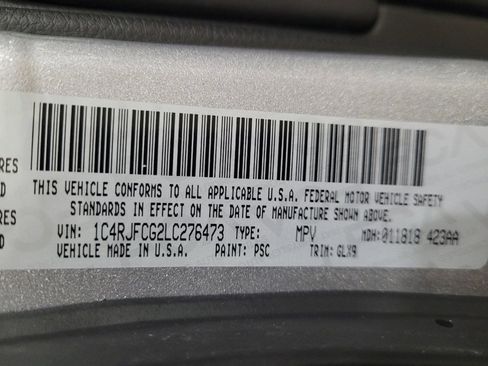 RES
THIS VEHICLE CONFORMS TO ALL APPLICABLE U.S.A. FEDERAL MOTOR VEHICLE SAFETY
STANDARDS IN EFFECT ON THE DATE OF MANUFACTURE SHOWN ABOVE.
VIN: 1C4RJFCG2LC276473 TYPE: MPV MDH: 011818 423AA
VEHICLE MADE IN U.S.A. PAINT: PSC TRIM: GLX9